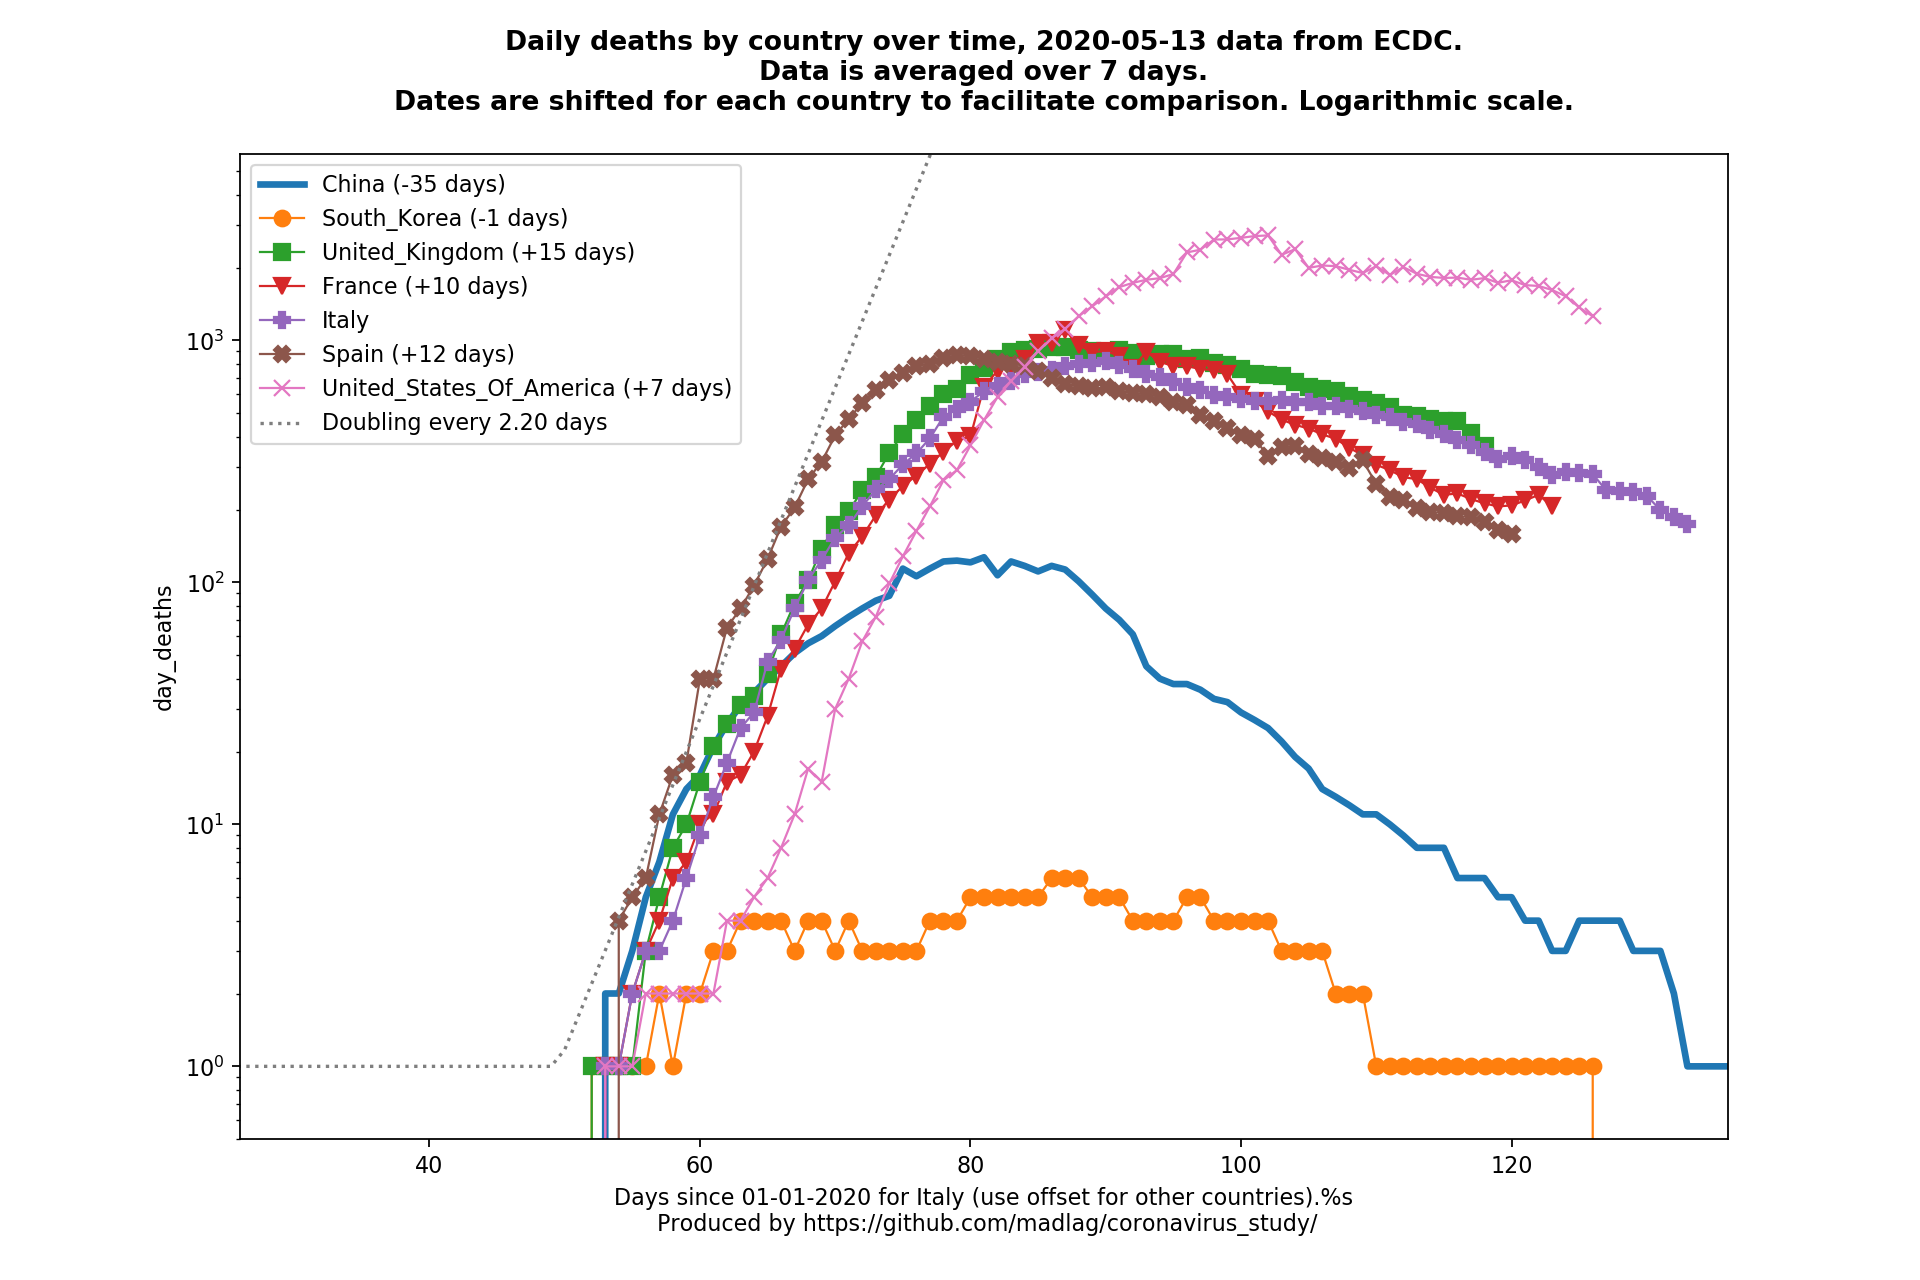 Daily deaths by country over time, 2020-05-13 data from ECDC.
Data is averaged over 7 days.
Dates are shifted for each country to facilitate comparison. Logarithmic scale.
China (-35 days)
South_Korea (-1 days)
United_Kingdom (+15 days)
France (+10 days)
Italy
Spain (+12 days)
United_States_Of_America (+7 days)
Doubling every 2.20 days
day_deaths
10³
10²
10¹
10⁰
40 60 80 100 120
Days since 01-01-2020 for Italy (use offset for other countries).%s
Produced by https://github.com/madlag/coronavirus_study/